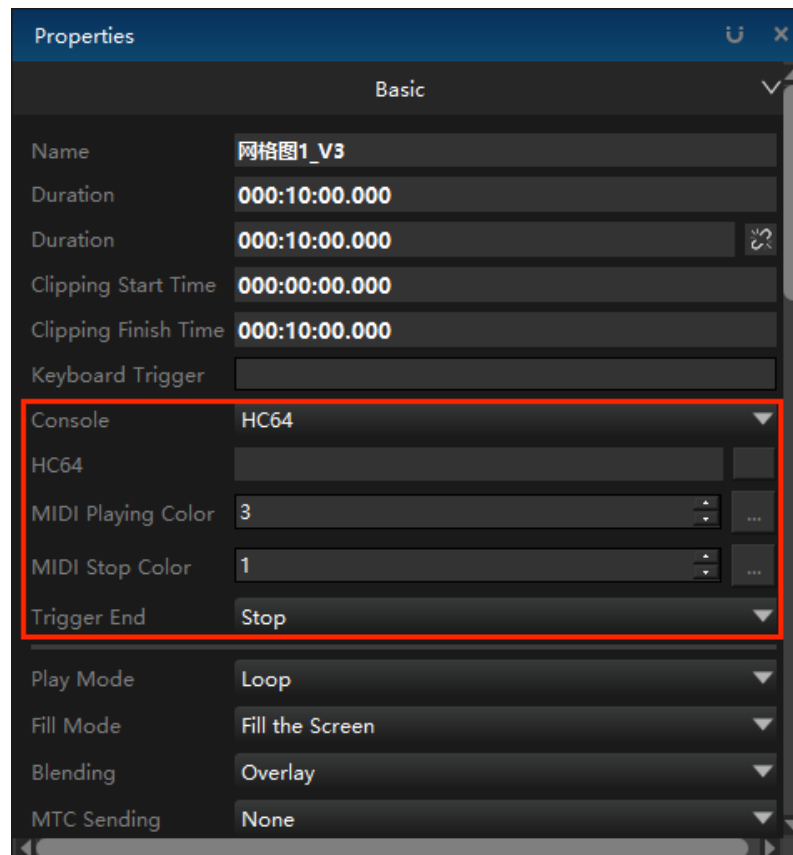 Properties
Basic
Name 网格图1_V3
Duration 000:10:00.000
Duration 000:10:00.000
Clipping Start Time 000:00:00.000
Clipping Finish Time 000:10:00.000
Keyboard Trigger
Console HC64
HC64
MIDI Playing Color 3 ...
MIDI Stop Color 1 ...
Trigger End Stop
Play Mode Loop
Fill Mode Fill the Screen
Blending Overlay
MTC Sending None